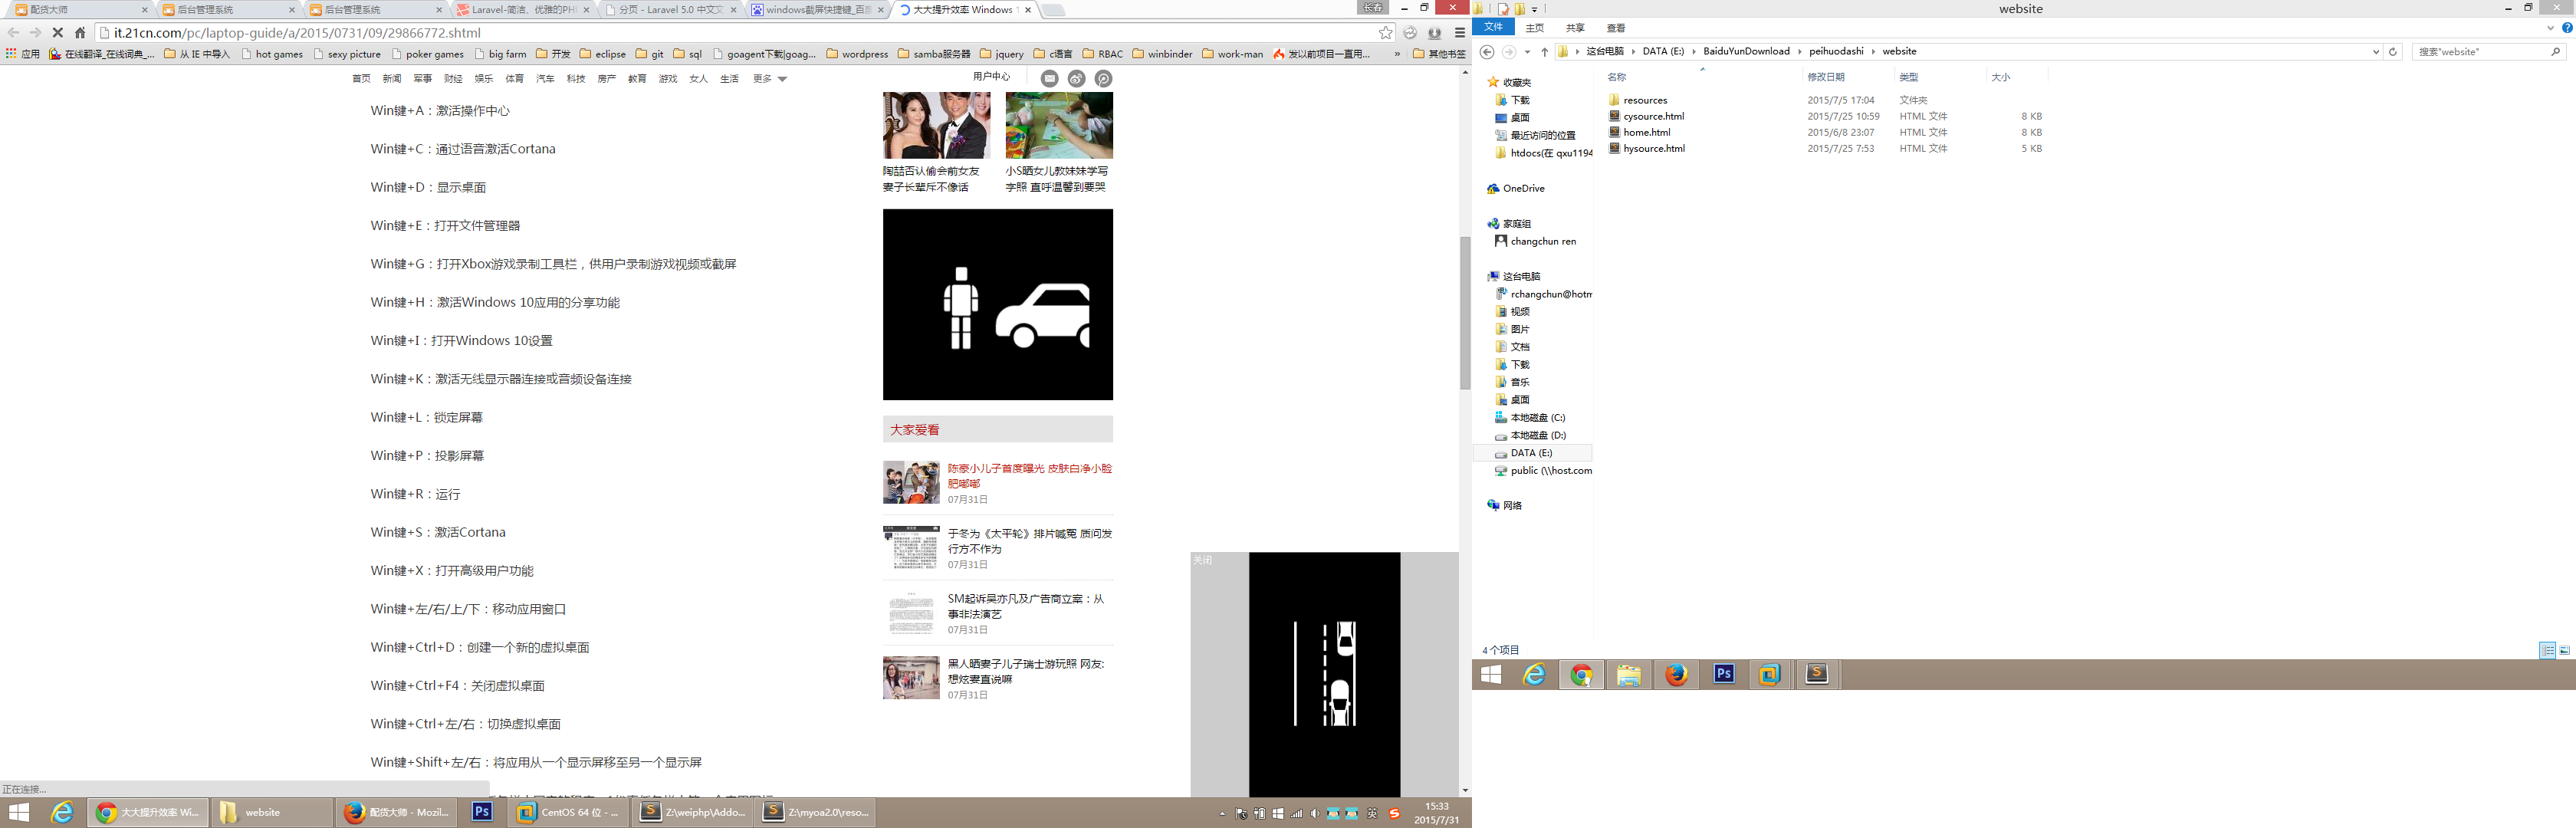 配货大师
后台管理系统
后台管理系统
Laravel-简洁、优雅的PH
分页 - Laravel 5.0 中文文
windows截屏快捷键_百度
大大提升效率 Windows 1
长春
it.21cn.com/pc/laptop-guide/a/2015/0731/09/29866772.shtml
应用
在线翻译_在线词典_...
从 IE 中导入
hot games
sexy picture
poker games
big farm
开发
eclipse
git
sql
goagent下载|goag...
wordpress
samba服务器
jquery
c语言
RBAC
winbinder
work-man
发以前项目一直用...
»
其他书签
首页 新闻 军事 财经 娱乐 体育 汽车 科技 房产 教育 游戏 女人 生活 更多
用户中心
Win键+A：激活操作中心
Win键+C：通过语音激活Cortana
Win键+D：显示桌面
Win键+E：打开文件管理器
Win键+G：打开Xbox游戏录制工具栏，供用户录制游戏视频或截屏
Win键+H：激活Windows 10应用的分享功能
Win键+I：打开Windows 10设置
Win键+K：激活无线显示器连接或音频设备连接
Win键+L：锁定屏幕
Win键+P：投影屏幕
Win键+R：运行
Win键+S：激活Cortana
Win键+X：打开高级用户功能
Win键+左/右/上/下：移动应用窗口
Win键+Ctrl+D：创建一个新的虚拟桌面
Win键+Ctrl+F4：关闭虚拟桌面
Win键+Ctrl+左/右：切换虚拟桌面
Win键+Shift+左/右：将应用从一个显示屏移至另一个显示屏
正在连接...
陶喆否认偷会前女友
妻子长辈斥不像话
小S晒女儿教妹妹学写
字照 直呼温馨到要哭
大家爱看
陈豪小儿子首度曝光 皮肤白净小脸
肥嘟嘟
07月31日
于冬为《太平轮》排片喊冤 质问发
行方不作为
07月31日
SM起诉吴亦凡及广告商立案：从
事非法演艺
07月31日
黑人晒妻子儿子瑞士游玩照 网友:
想炫妻直说嘛
07月31日
关闭
大大提升效率 Wi...
website
配货大师 - Mozil...
Ps
CentOS 64 位 - ...
Z:\weiphp\Addo...
Z:\myoa2.0\reso...
英
15:33
2015/7/31
website
文件
主页
共享
查看
这台电脑
DATA (E:)
BaiduYunDownload
peihuodashi
website
搜索"website"
收藏夹
下载
桌面
最近访问的位置
htdocs(在 qxu1194
OneDrive
家庭组
changchun ren
这台电脑
rchangchun@hotm
视频
图片
文档
下载
音乐
桌面
本地磁盘 (C:)
本地磁盘 (D:)
DATA (E:)
public (\\host.com
网络
名称 修改日期 类型 大小
resources 2015/7/5 17:04 文件夹
cysource.html 2015/7/25 10:59 HTML 文件 8 KB
home.html 2015/6/8 23:07 HTML 文件 8 KB
hysource.html 2015/7/25 7:53 HTML 文件 5 KB
4 个项目
Ps